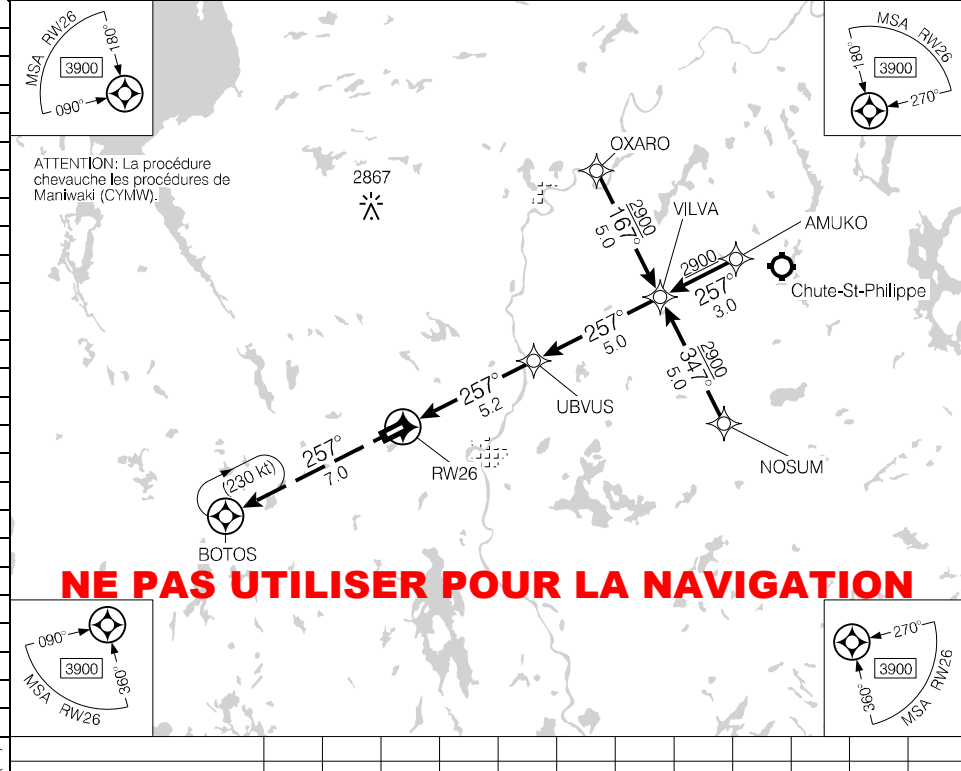 MSA RW26
180°
3900
090°
MSA RW26
180°
3900
270°
ATTENTION: La procédure
chevauche les procédures de
Maniwaki (CYMW).
2867
OXARO
2900
167°
5.0
VILVA
AMUKO
2900
257°
3.0
Chute-St-Philippe
257°
5.0
2900
347°
5.0
UBVUS
257°
5.2
NOSUM
RW26
257°
7.0
(230 kt)
BOTOS
NE PAS UTILISER POUR LA NAVIGATION
090°
3900
360°
MSA RW26
270°
3900
360°
MSA RW26